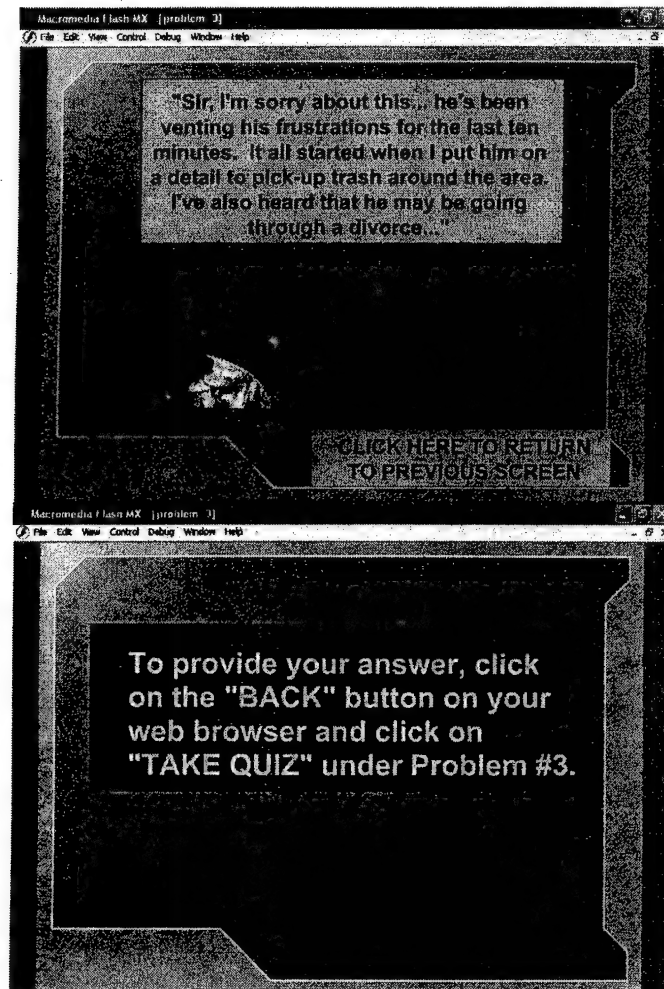 Macromedia Flash MX - [problem 3]
File Edit View Control Debug Window Help
"Sir, I'm sorry about this... he's been
venting his frustrations for the last ten
minutes. It all started when I put him on
a detail to pick-up trash around the area.
I've also heard that he may be going
through a divorce..."
CLICK HERE TO RETURN
TO PREVIOUS SCREEN
Macromedia Flash MX - [problem 3]
File Edit View Control Debug Window Help
To provide your answer, click
on the "BACK" button on your
web browser and click on
"TAKE QUIZ" under Problem #3.